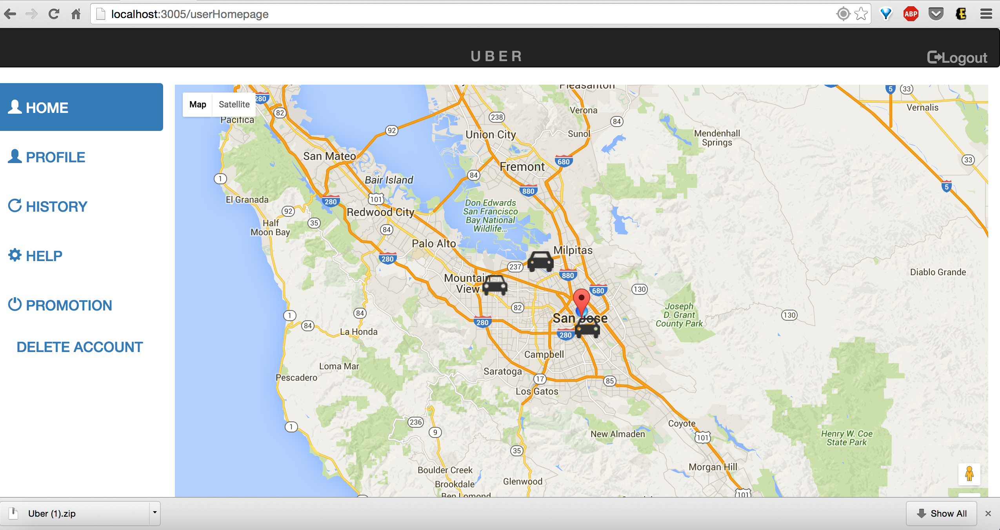 localhost:3005/userHomepage
ABP
E
UBER
Logout
HOME
PROFILE
HISTORY
HELP
PROMOTION
DELETE ACCOUNT
Map
Satellite
280
Pleasanton
5
33
82
Pacifica
238
Verona
84
Vernalis
92
Union City
Sunol
Mendenhall
Springs
San Mateo
680
33
Fremont
1
Bair Island
84
5
880
El Granada
280
101
Don Edwards
San Francisco
Bay National
Wildlife...
92
Redwood City
35
Half
Moon Bay
84
Palo Alto
Milpitas
280
237
880
Diablo Grande
Mountain
View
680
130
82
Joseph
D. Grant
County Park
1
84
San Jose
130
84
280
La Honda
280
Campbell
Loma Mar
Saratoga
Pescadero
17
85
Los Gatos
236
Coyote
1
9
New Almaden
101
Henry W. Coe
State Park
35
Boulder Creek
Morgan Hill
Brookdale
Glenwood
Ben Lomond
101
Uber (1).zip
Show All